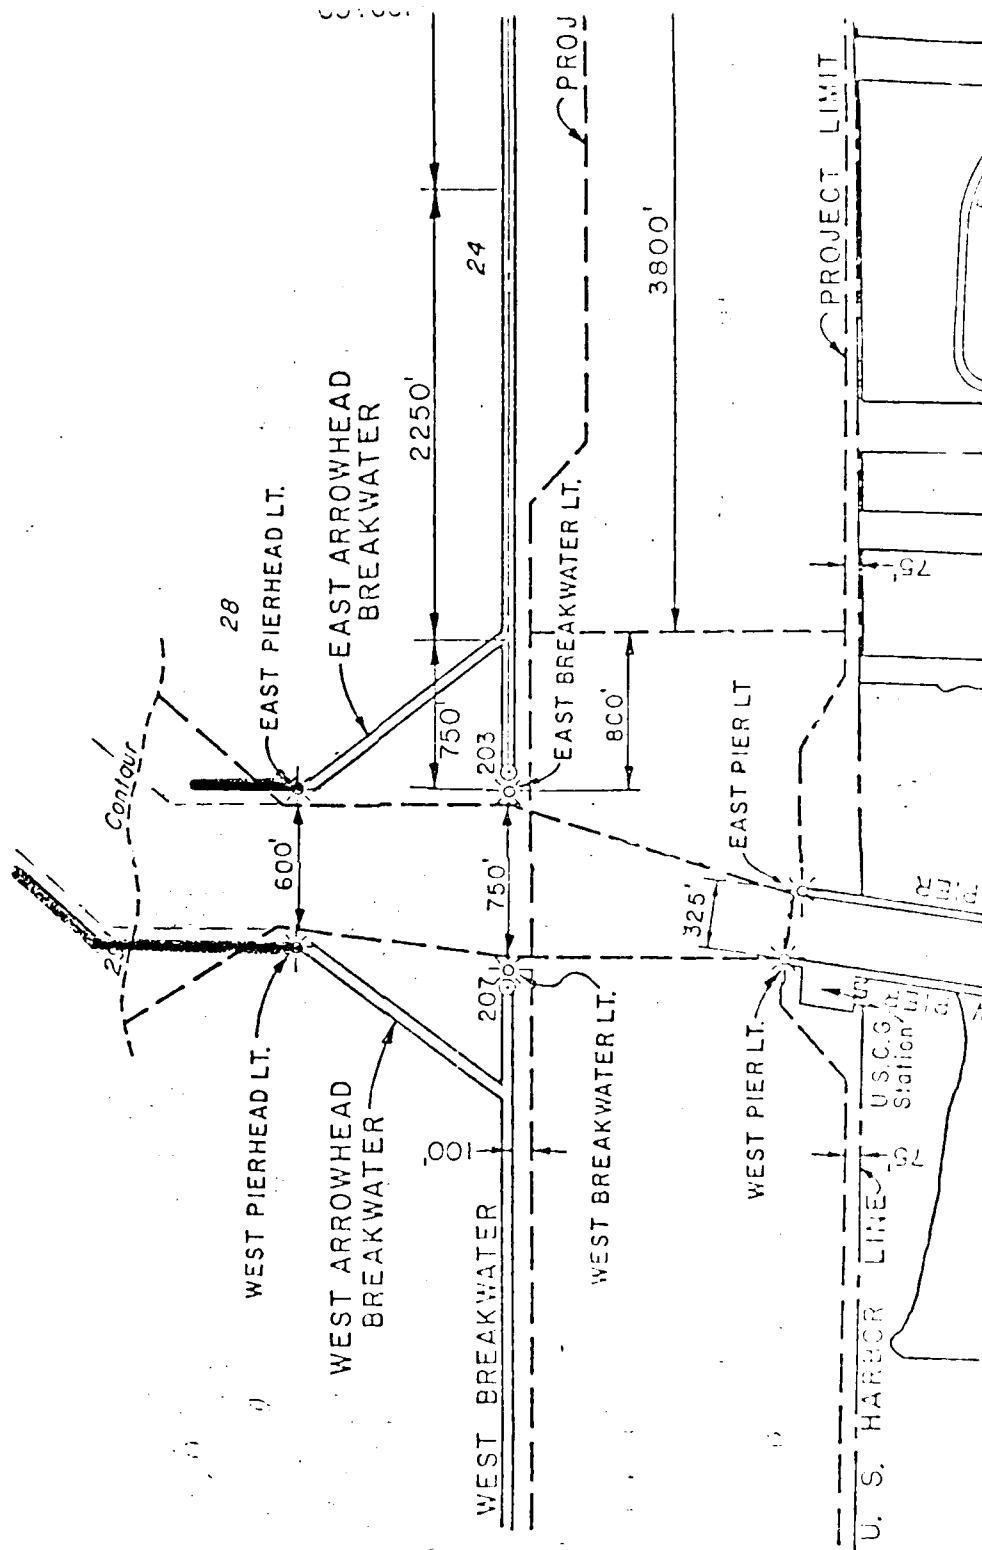 PROJ
PROJECT LIMIT
24
3800'
2250'
EAST ARROWHEAD
BREAKWATER
28
EAST PIERHEAD LT.
75'
Contour
750'
203
EAST BREAKWATER LT.
800'
EAST PIER LT
600'
750'
325'
PIER
207
WEST PIERHEAD LT.
WEST ARROWHEAD
BREAKWATER
100'
WEST BREAKWATER LT.
WEST PIER LT.
U.S.C.G.
Station
75'
WEST BREAKWATER
U. S. HARBOR LINE